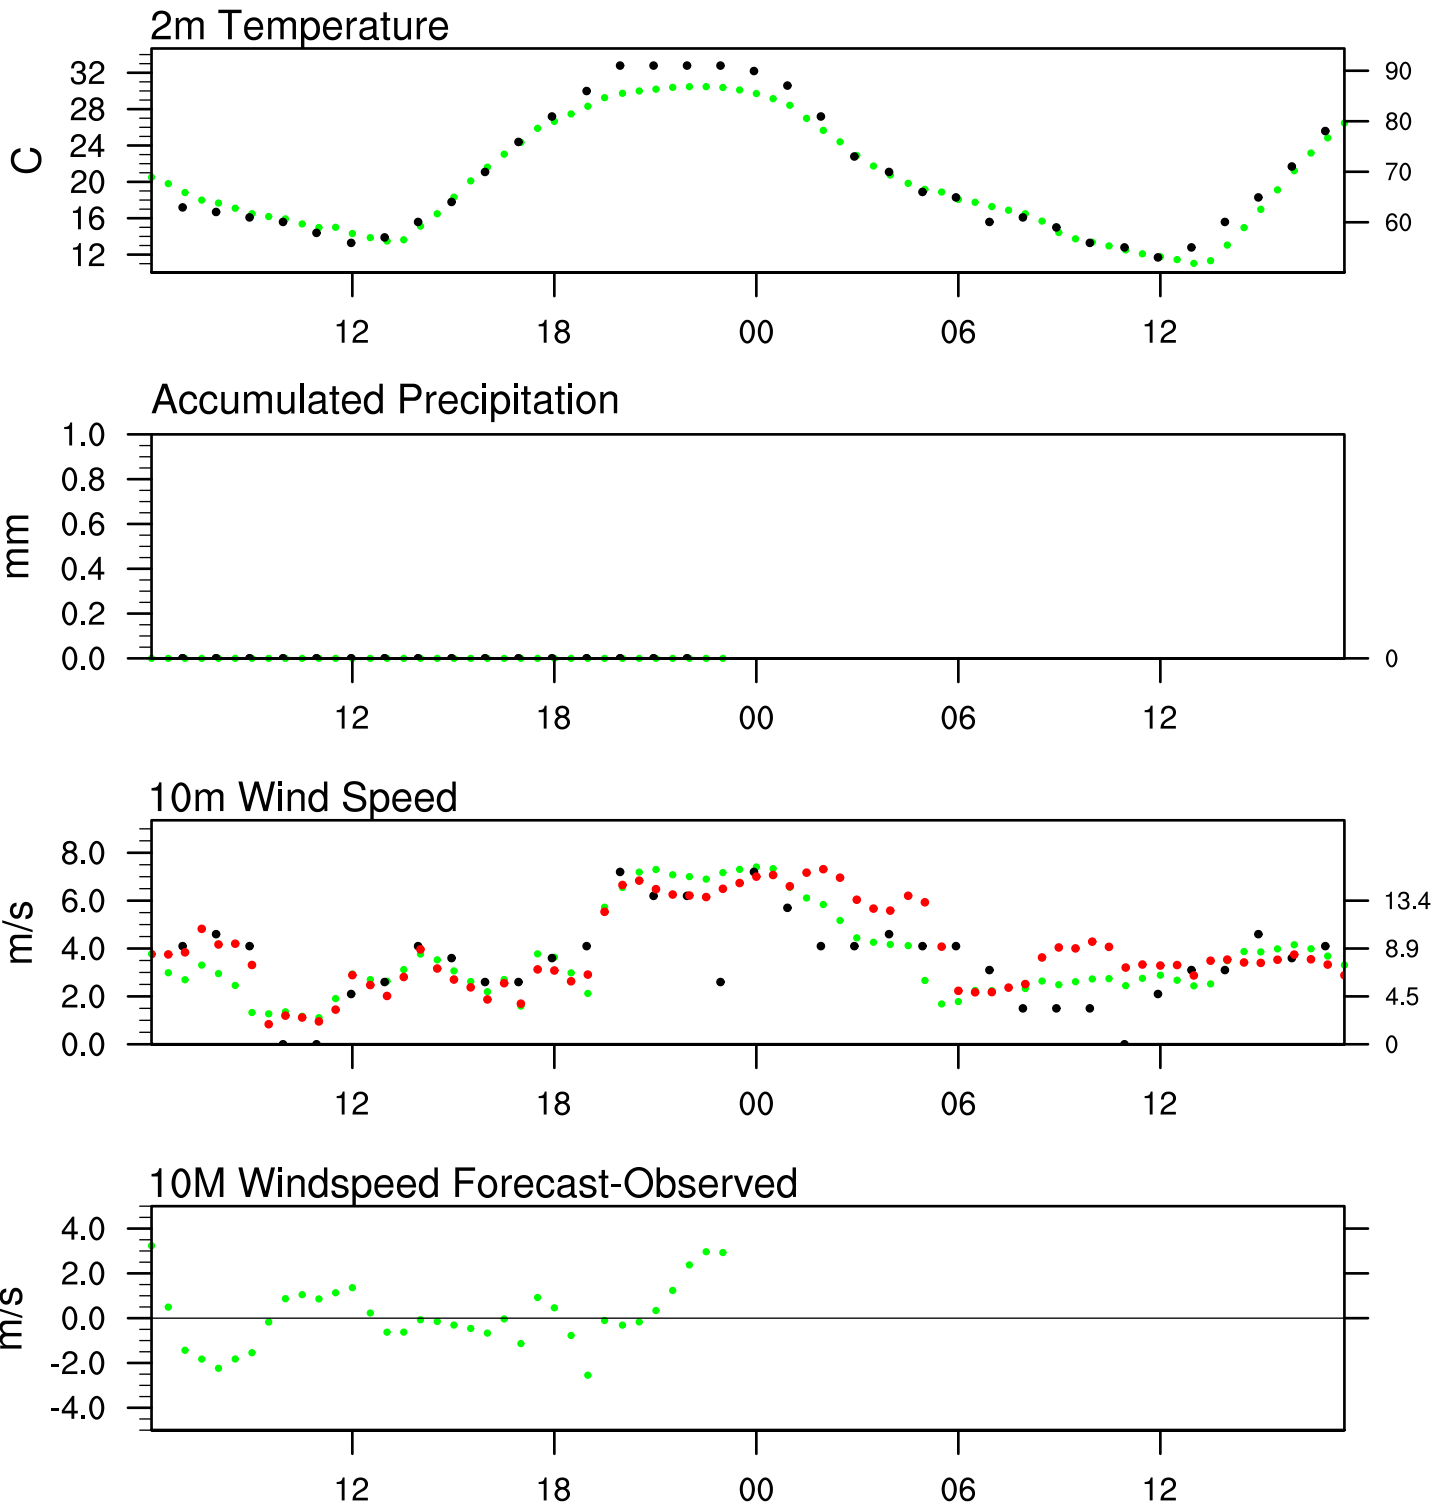 2m Temperature
C
32
28
24
20
16
12
90
80
70
60
12 18 00 06 12
Accumulated Precipitation
mm
1.0
0.8
0.6
0.4
0.2
0.0
0
12 18 00 06 12
10m Wind Speed
m/s
8.0
6.0
4.0
2.0
0.0
13.4
8.9
4.5
0
12 18 00 06 12
10M Windspeed Forecast-Observed
m/s
4.0
2.0
0.0
-2.0
-4.0
12 18 00 06 12